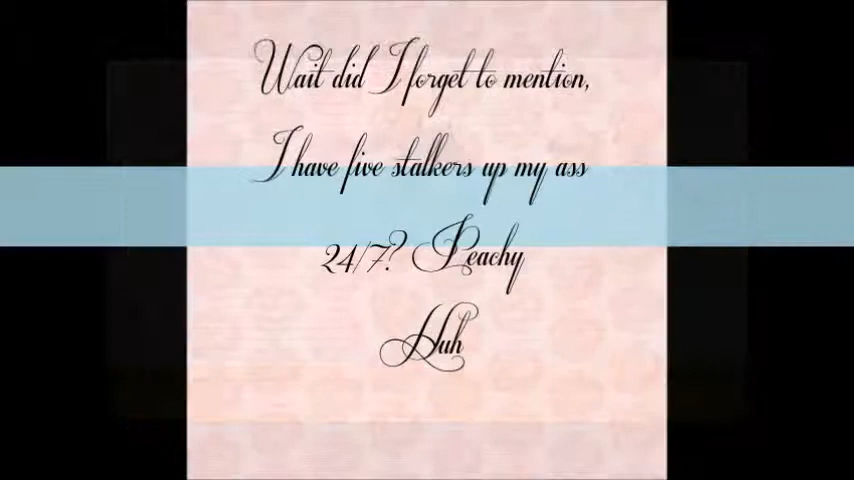 Wait did I forget to mention,
I have five stalkers up my ass
24/7? Peachy
Huh